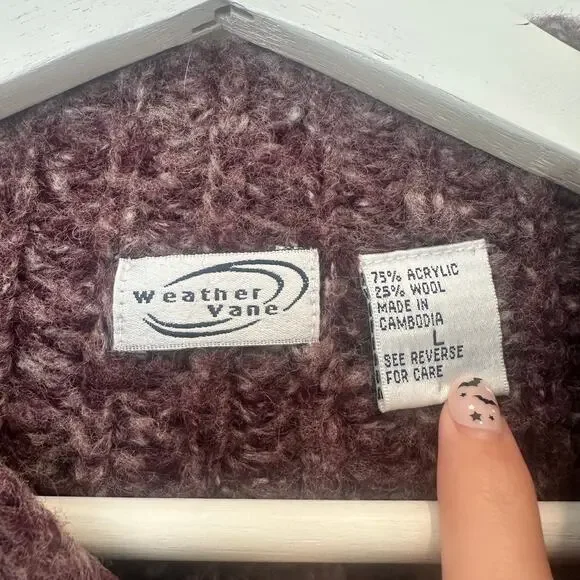 Weather
Vane
75% ACRYLIC
25% WOOL
MADE IN
CAMBODIA
L
SEE REVERSE
FOR CARE